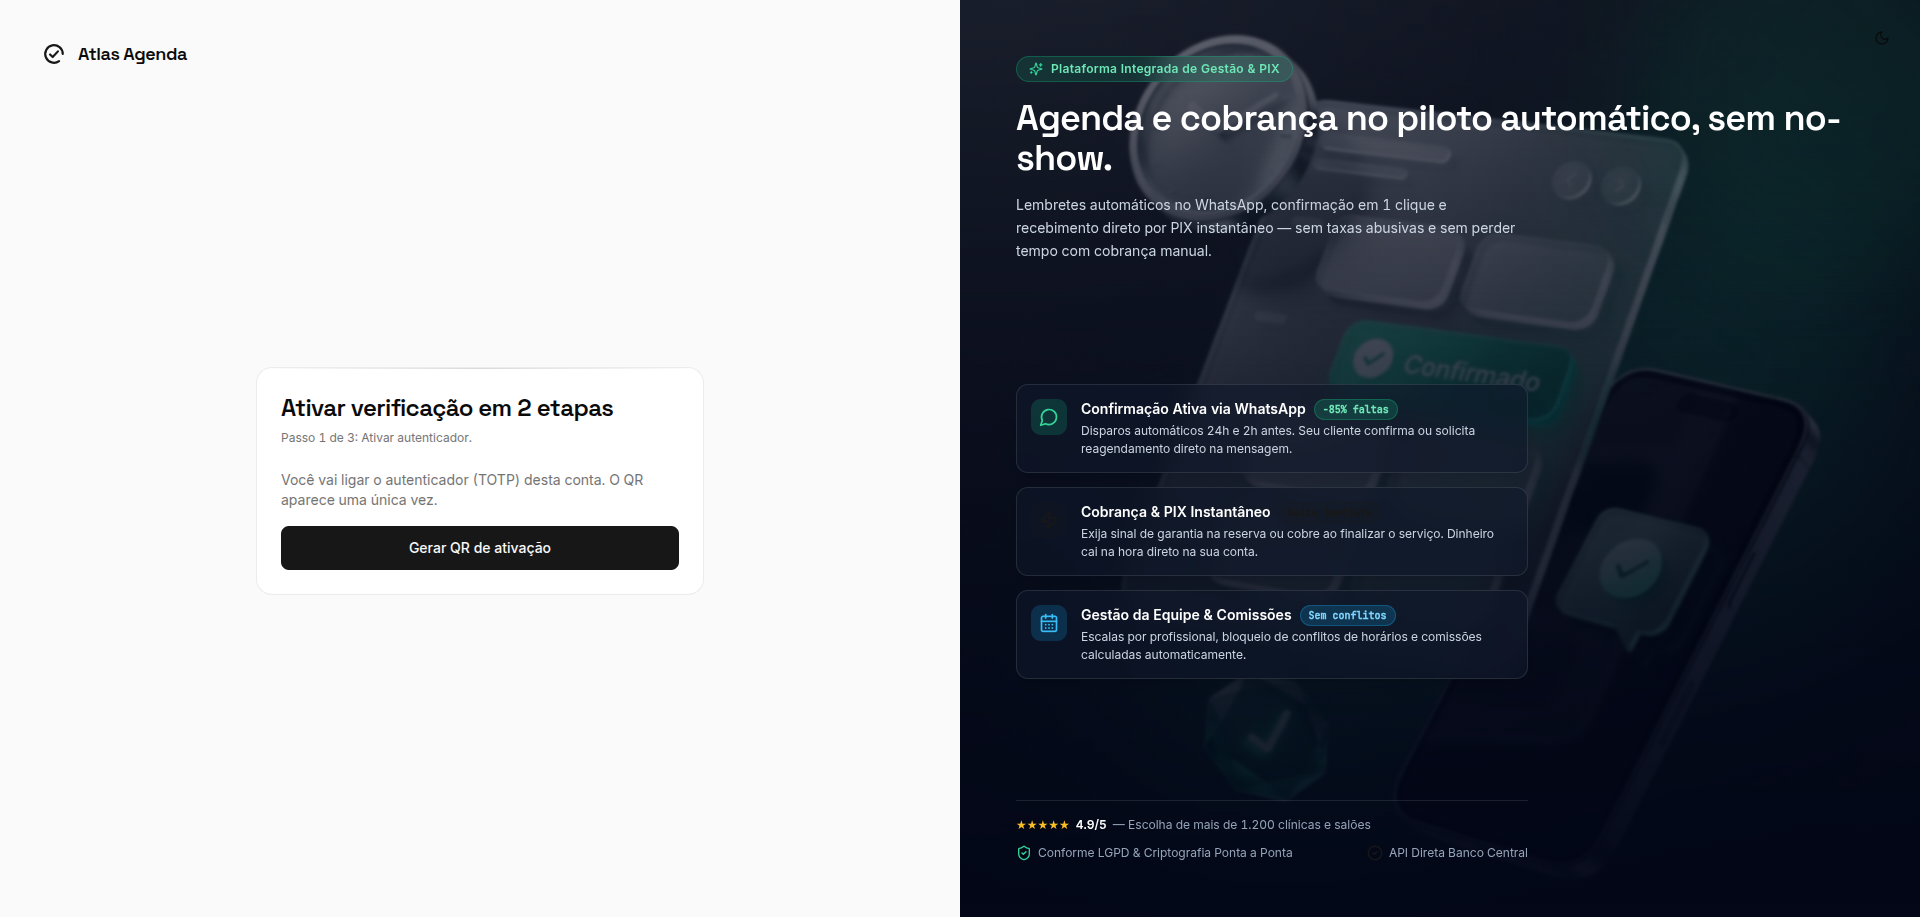 Atlas Agenda
Ativar verificação em 2 etapas
Passo 1 de 3: Ativar autenticador.
Você vai ligar o autenticador (TOTP) desta conta. O QR
aparece uma única vez.
Gerar QR de ativação
Plataforma Integrada de Gestão & PIX
Agenda e cobrança no piloto automático, sem no-
show.
Lembretes automáticos no WhatsApp, confirmação em 1 clique e
recebimento direto por PIX instantâneo — sem taxas abusivas e sem perder
tempo com cobrança manual.
Confirmado
Confirmação Ativa via WhatsApp -85% faltas
Disparos automáticos 24h e 2h antes. Seu cliente confirma ou solicita
reagendamento direto na mensagem.
Cobrança & PIX Instantâneo
Exija sinal de garantia na reserva ou cobre ao finalizar o serviço. Dinheiro
cai na hora direto na sua conta.
Gestão da Equipe & Comissões Sem conflitos
Escalas por profissional, bloqueio de conflitos de horários e comissões
calculadas automaticamente.
★★★★★ 4.9/5 — Escolha de mais de 1.200 clínicas e salões
Conforme LGPD & Criptografia Ponta a Ponta
API Direta Banco Central